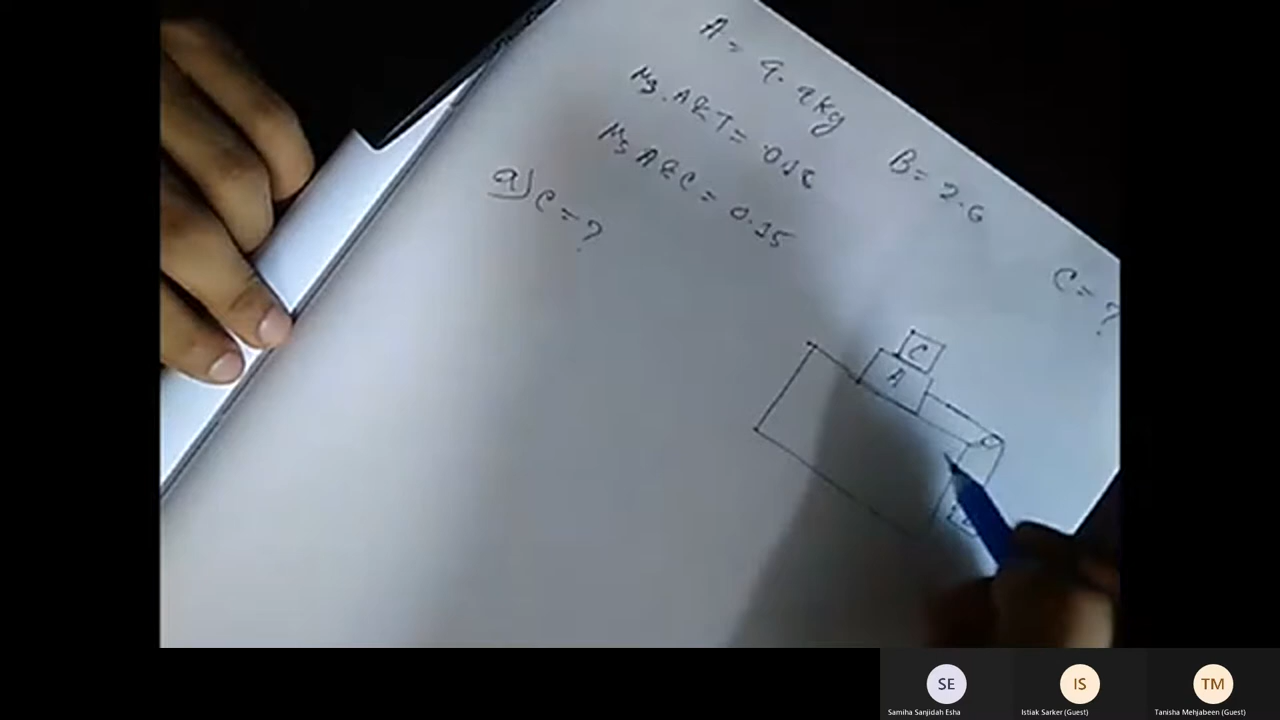 A = 4.4kg B = 2.6 C = ?
μs A&T = 0.18
μs A&C = 0.15
a) C = ?
C
A
SE
IS
TM
Samiha Sanjidah Esha
Istiak Sarker (Guest)
Tanisha Mehjabeen (Guest)